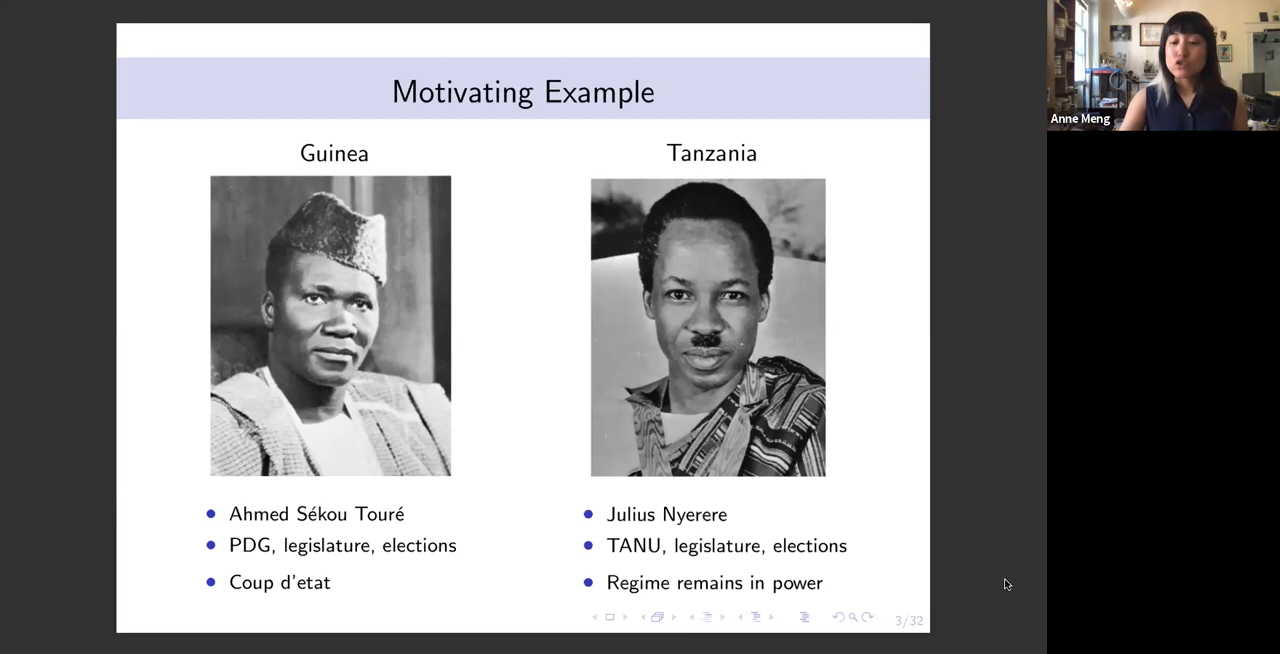 Motivating Example
Guinea
Tanzania
Ahmed Sékou Touré
PDG, legislature, elections
Coup d'etat
Julius Nyerere
TANU, legislature, elections
Regime remains in power
3/32
Anne Meng